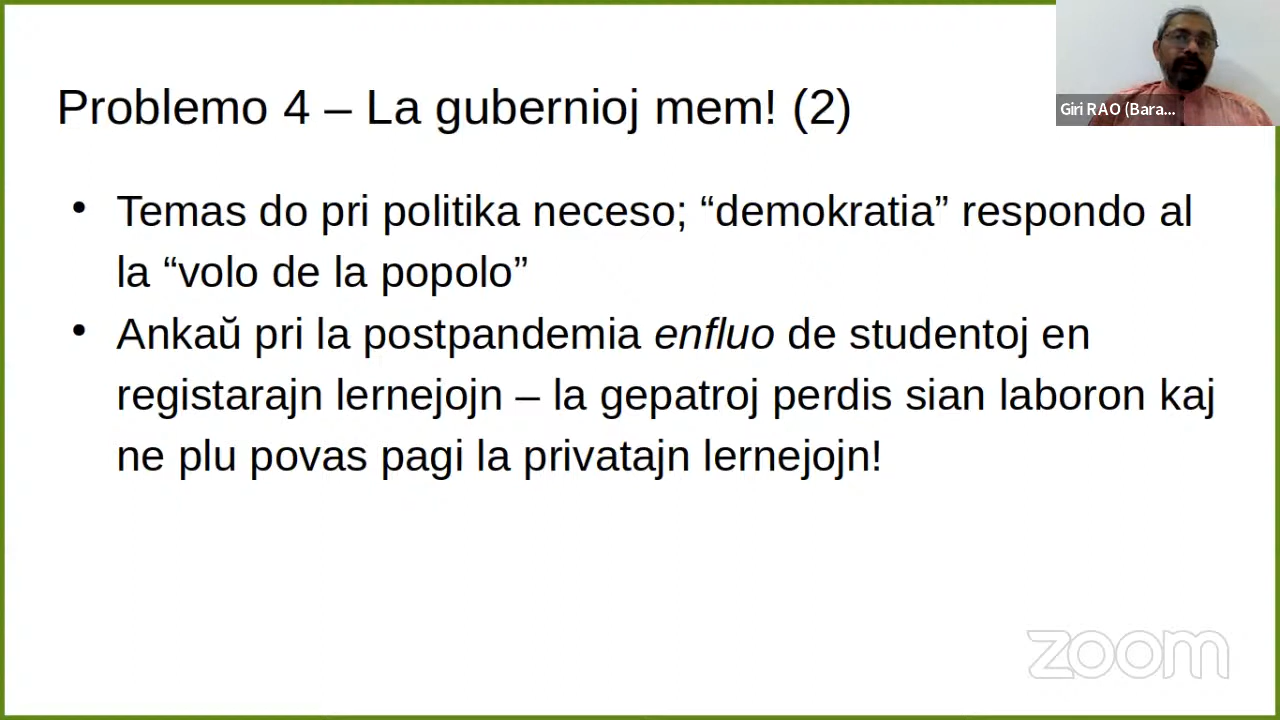 Problemo 4 – La gubernioj mem! (2)
Giri RAO (Bara...
• Temas do pri politika neceso; “demokratia” respondo al
la “volo de la popolo”
• Ankaŭ pri la postpandemia enfluo de studentoj en
registarajn lernejojn – la gepatroj perdis sian laboron kaj
ne plu povas pagi la privatajn lernejojn!
zoom